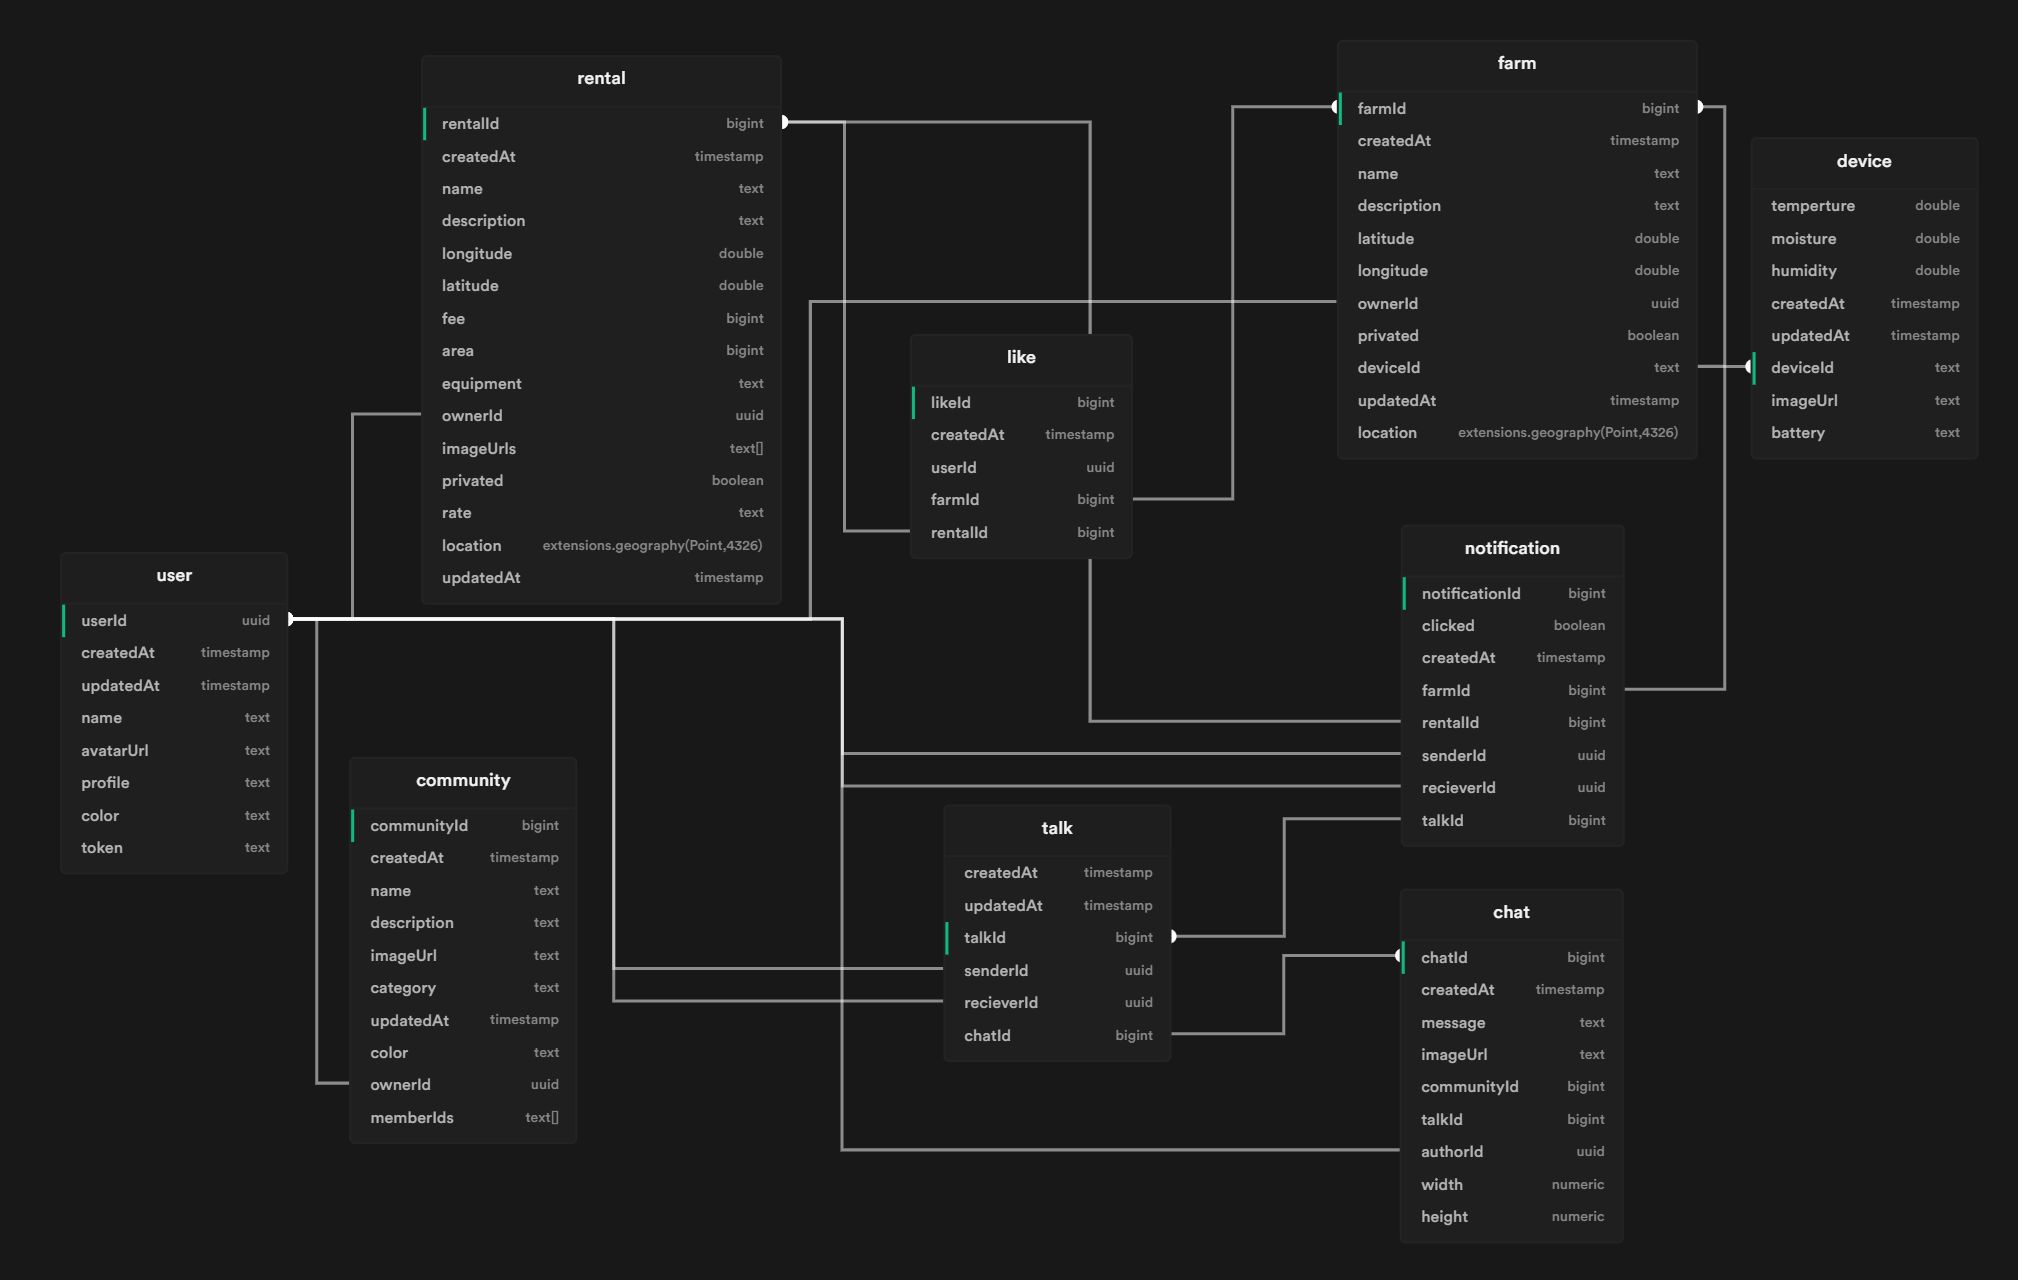 rental
rentalId bigint
createdAt timestamp
name text
description text
longitude double
latitude double
fee bigint
area bigint
equipment text
ownerId uuid
imageUrls text[]
privated boolean
rate text
location extensions.geography(Point,4326)
updatedAt timestamp
farm
farmId bigint
createdAt timestamp
name text
description text
latitude double
longitude double
ownerId uuid
privated boolean
deviceId text
updatedAt timestamp
location extensions.geography(Point,4326)
device
temperture double
moisture double
humidity double
createdAt timestamp
updatedAt timestamp
deviceId text
imageUrl text
battery text
like
likeId bigint
createdAt timestamp
userId uuid
farmId bigint
rentalId bigint
notification
notificationId bigint
clicked boolean
createdAt timestamp
farmId bigint
rentalId bigint
senderId uuid
recieverId uuid
talkId bigint
user
userId uuid
createdAt timestamp
updatedAt timestamp
name text
avatarUrl text
profile text
color text
token text
community
communityId bigint
createdAt timestamp
name text
description text
imageUrl text
category text
updatedAt timestamp
color text
ownerId uuid
memberIds text[]
talk
createdAt timestamp
updatedAt timestamp
talkId bigint
senderId uuid
recieverId uuid
chatId bigint
chat
chatId bigint
createdAt timestamp
message text
imageUrl text
communityId bigint
talkId bigint
authorId uuid
width numeric
height numeric